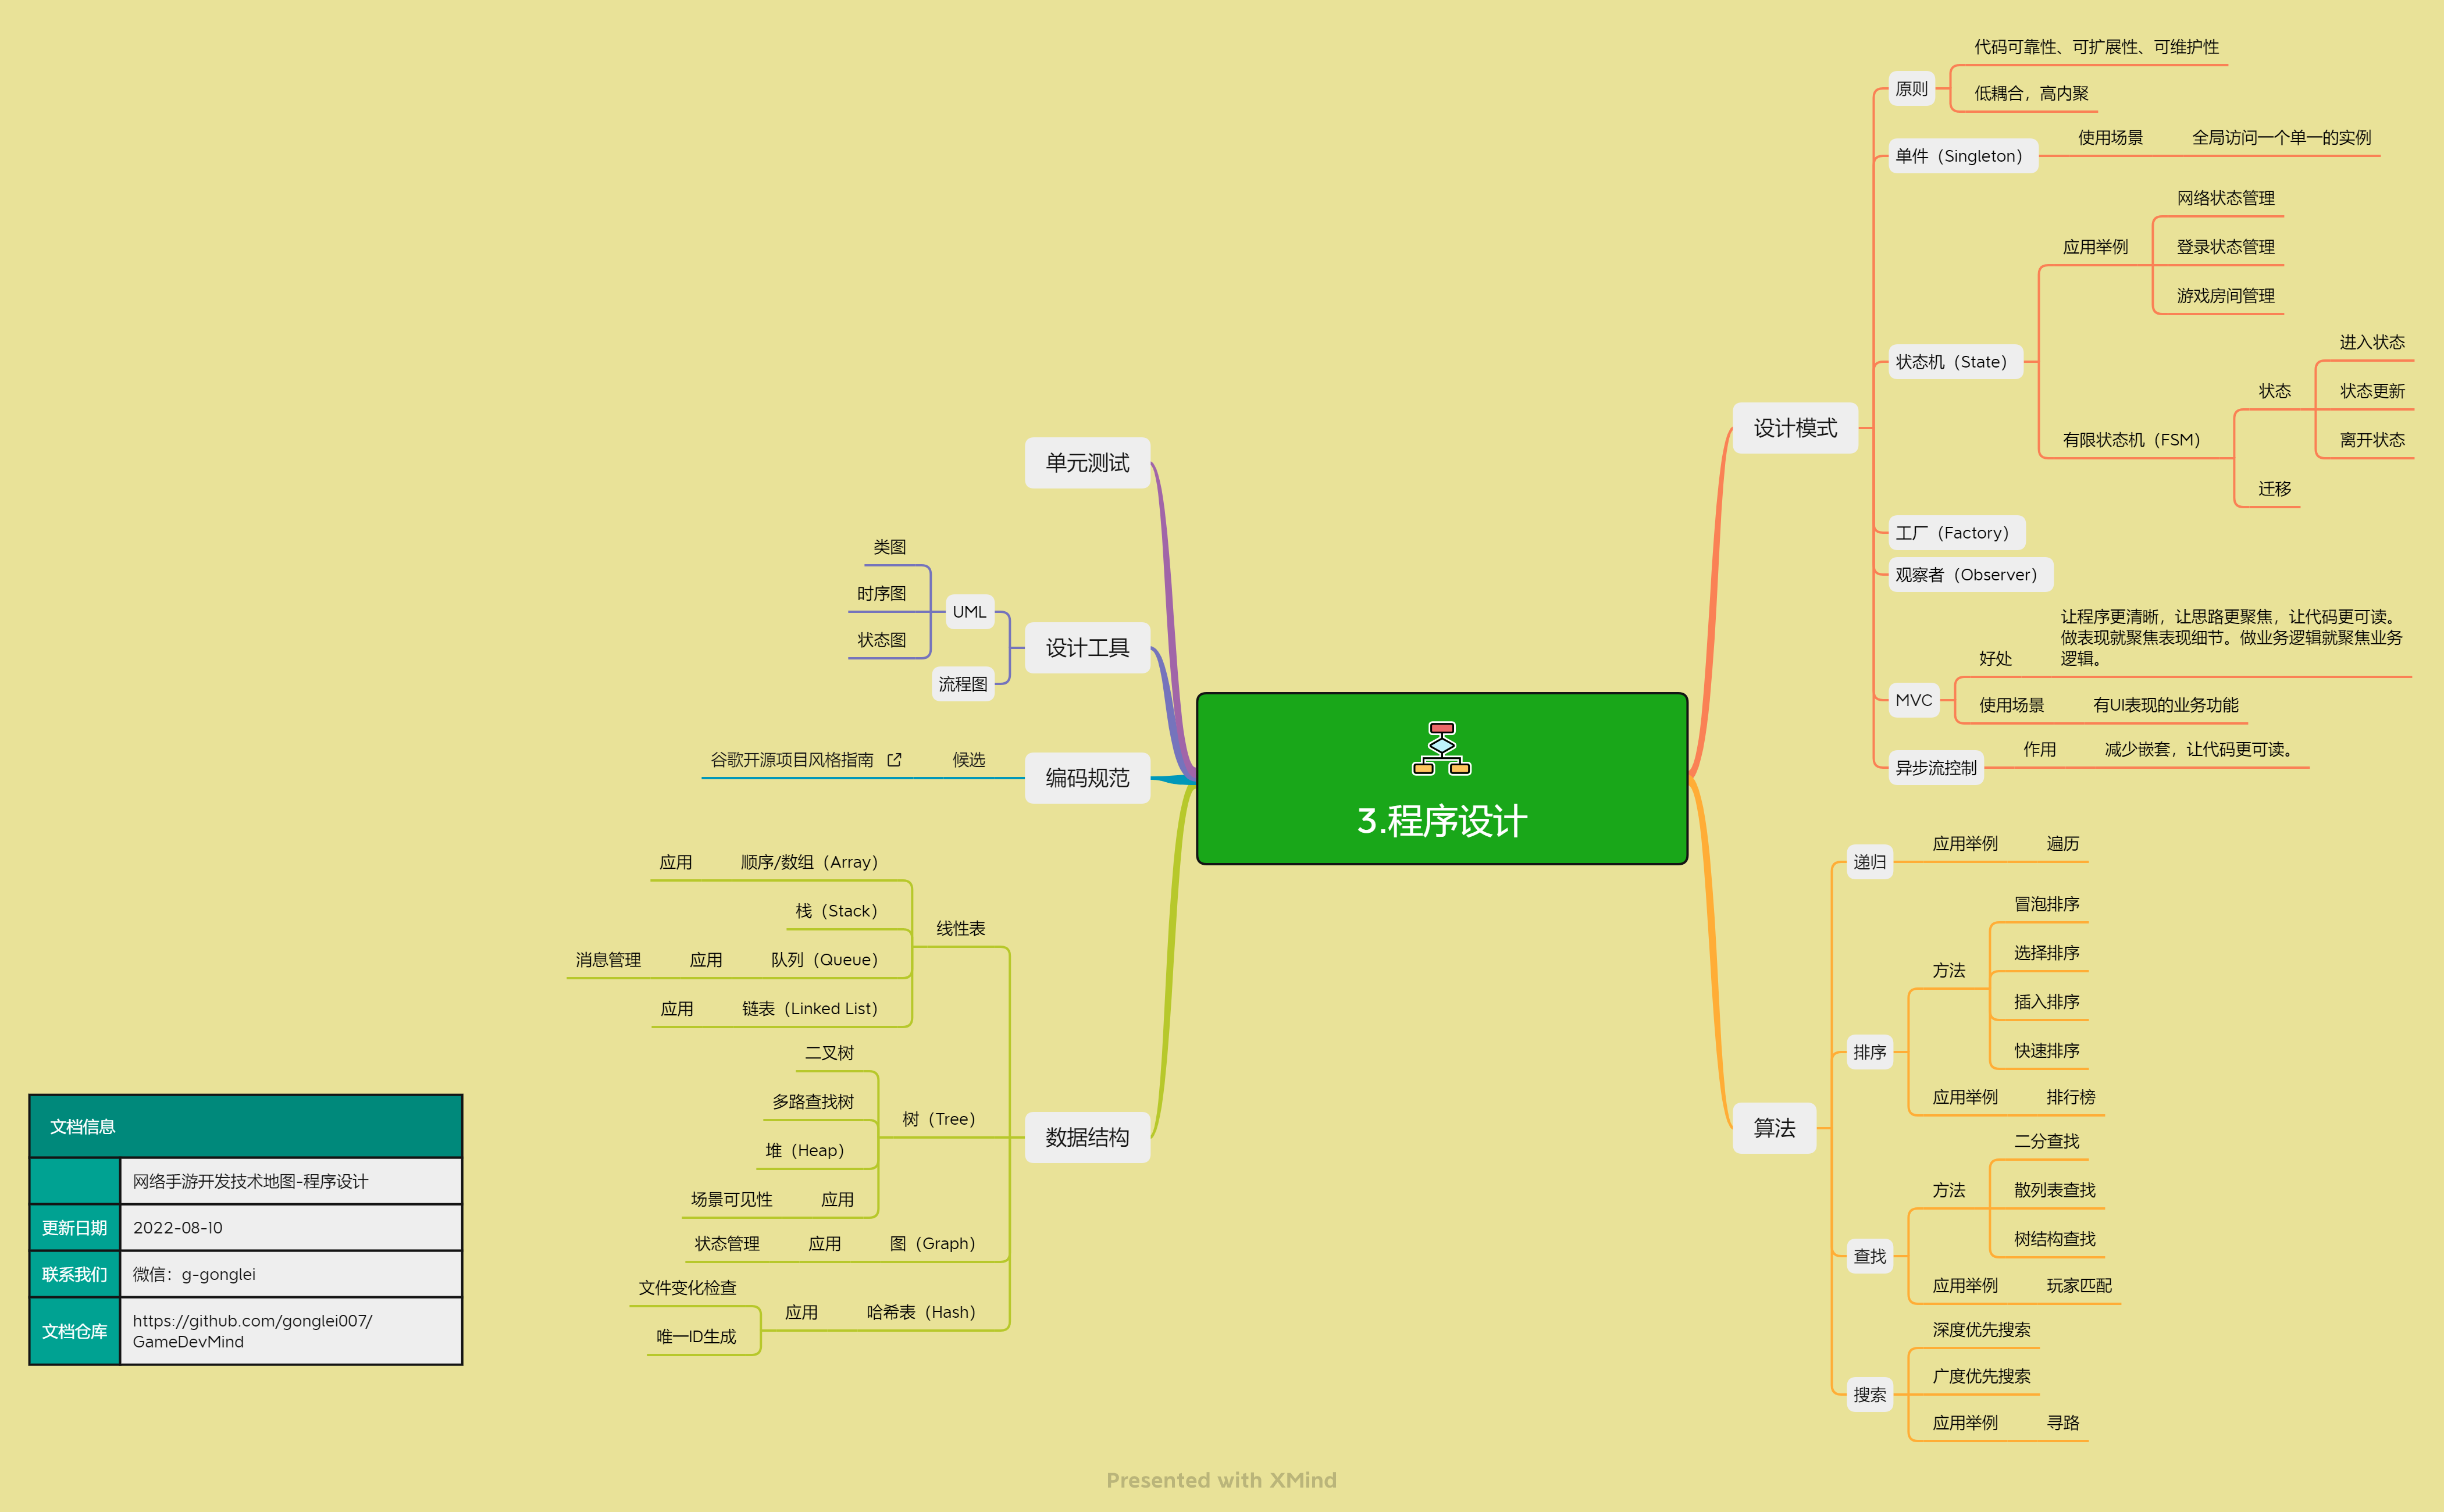 3.程序设计
设计模式
原则
代码可靠性、可扩展性、可维护性
低耦合，高内聚
单件（Singleton）
使用场景
全局访问一个单一的实例
状态机（State）
应用举例
网络状态管理
登录状态管理
游戏房间管理
有限状态机（FSM）
状态
进入状态
状态更新
离开状态
迁移
工厂（Factory）
观察者（Observer）
MVC
好处
让程序更清晰，让思路更聚焦，让代码更可读。
做表现就聚焦表现细节。做业务逻辑就聚焦业务
逻辑。
使用场景
有UI表现的业务功能
异步流控制
作用
减少嵌套，让代码更可读。
算法
递归
应用举例
遍历
排序
方法
冒泡排序
选择排序
插入排序
快速排序
应用举例
排行榜
查找
方法
二分查找
散列表查找
树结构查找
应用举例
玩家匹配
搜索
深度优先搜索
广度优先搜索
应用举例
寻路
单元测试
设计工具
UML
类图
时序图
状态图
流程图
编码规范
候选
谷歌开源项目风格指南
数据结构
线性表
顺序/数组（Array）
应用
栈（Stack）
队列（Queue）
应用
消息管理
链表（Linked List）
应用
树（Tree）
二叉树
多路查找树
堆（Heap）
应用
场景可见性
图（Graph）
应用
状态管理
哈希表（Hash）
应用
文件变化检查
唯一ID生成
文档信息
网络手游开发技术地图-程序设计
更新日期
2022-08-10
联系我们
微信：g-gonglei
文档仓库
https://github.com/gonglei007/
GameDevMind
Presented with XMind